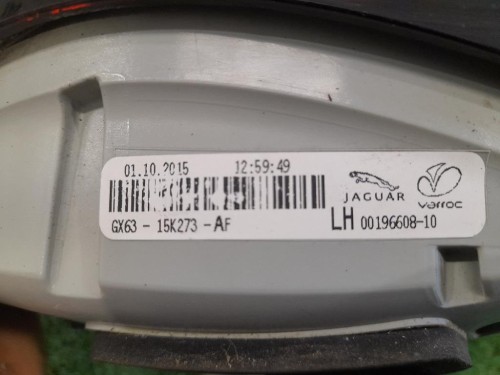 01.10.2015 12:59:49
JAGUAR varroc
GX63 - 15K273 - AF LH 00196608-10